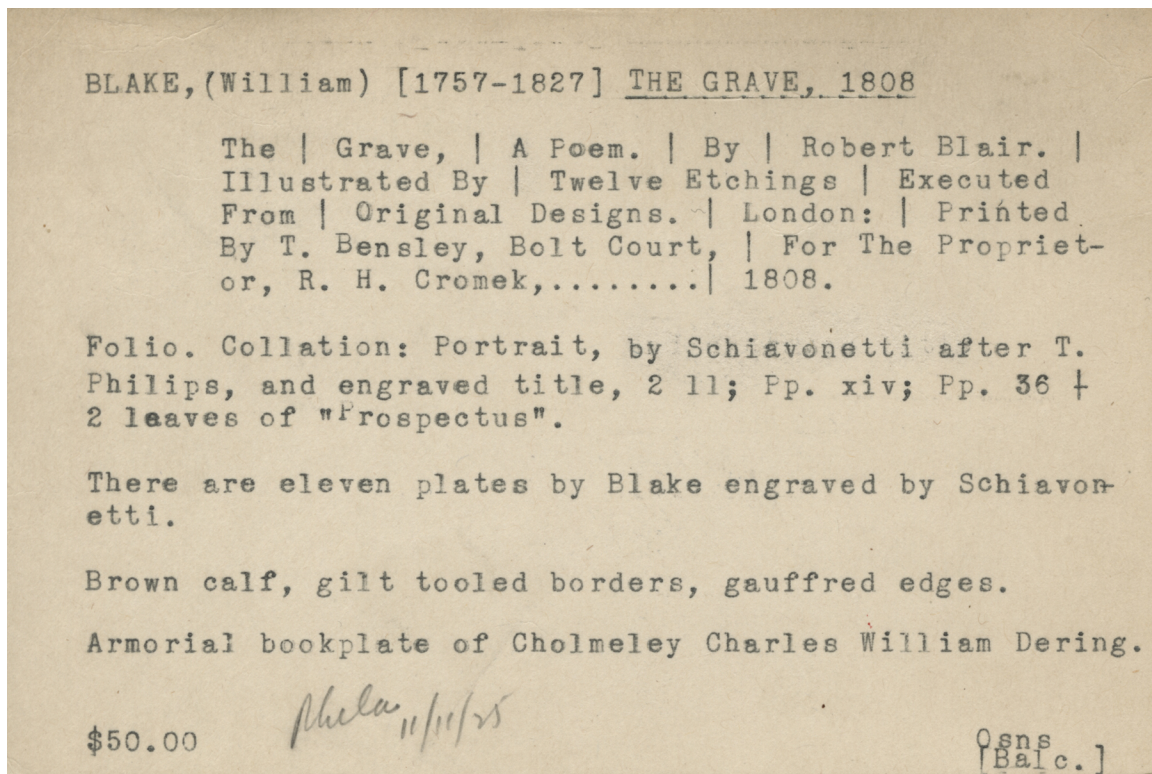 BLAKE,(William) [1757-1827] THE GRAVE, 1808
The | Grave, | A Poem. | By | Robert Blair. |
Illustrated By | Twelve Etchings | Executed
From | Original Designs. | London: | Printed
By T. Bensley, Bolt Court, | For The Propriet-
or, R. H. Cromek,........| 1808.
Folio. Collation: Portrait, by Schiavonetti after T.
Philips, and engraved title, 2 ll; Pp. xiv; Pp. 36 +
2 leaves of "Prospectus".
There are eleven plates by Blake engraved by Schiavon-
etti.
Brown calf, gilt tooled borders, gauffred edges.
Armorial bookplate of Cholmeley Charles William Dering.
11/11/25
$50.00
Osns
[Balc.]